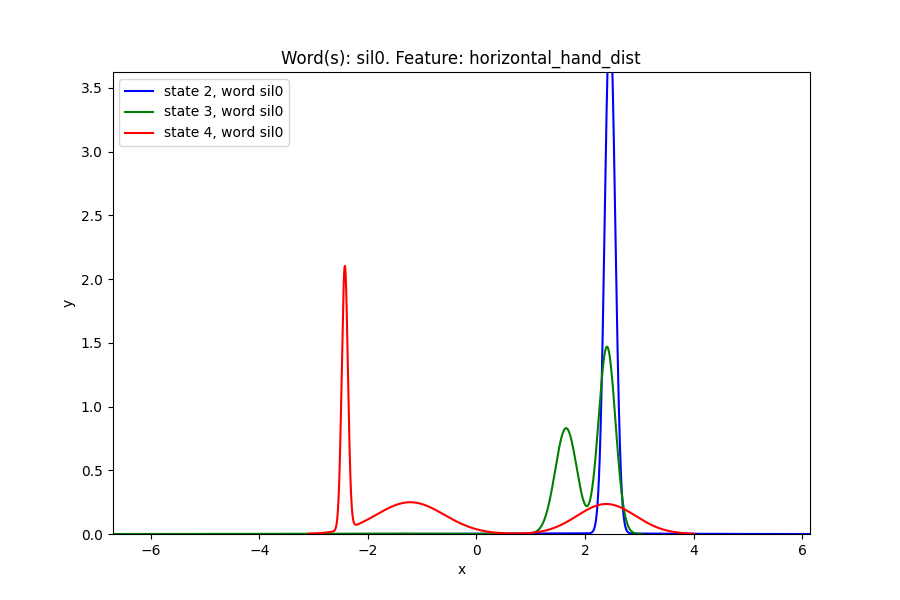 Word(s): sil0. Feature: horizontal_hand_dist
state 2, word sil0
state 3, word sil0
state 4, word sil0
3.5
3.0
2.5
2.0
1.5
1.0
0.5
0.0
y
−6 −4 −2 0 2 4 6
x